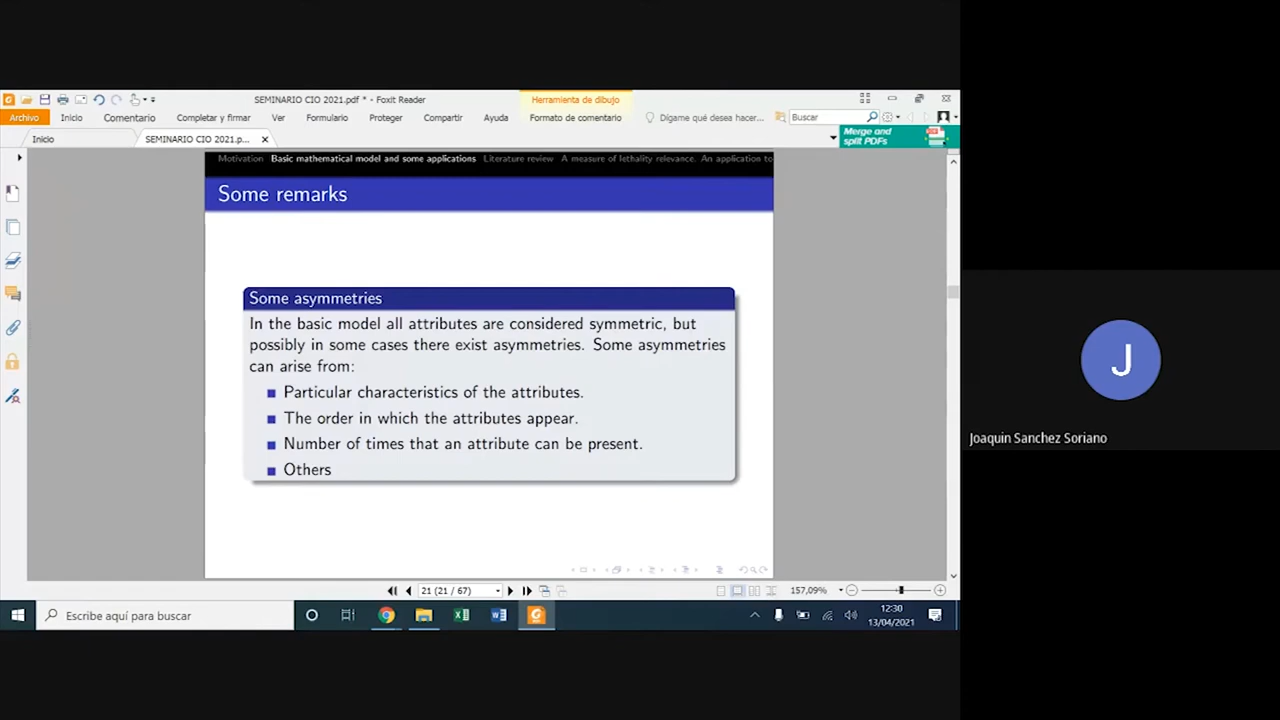 SEMINARIO CIO 2021.pdf * - Foxit Reader
Herramienta de dibujo
Archivo Inicio Comentario Completar y firmar Ver Formulario Proteger Compartir Ayuda Formato de comentario Dígame qué desea hacer... Buscar
Inicio SEMINARIO CIO 2021.p...
Merge and
split PDFs
Motivation Basic mathematical model and some applications Literature review A measure of lethality relevance. An application to
Some remarks
Some asymmetries
In the basic model all attributes are considered symmetric, but
possibly in some cases there exist asymmetries. Some asymmetries
can arise from:
Particular characteristics of the attributes.
The order in which the attributes appear.
Number of times that an attribute can be present.
Others
J
Joaquin Sanchez Soriano
21 (21 / 67)
157,09%
Escribe aquí para buscar
12:30
13/04/2021